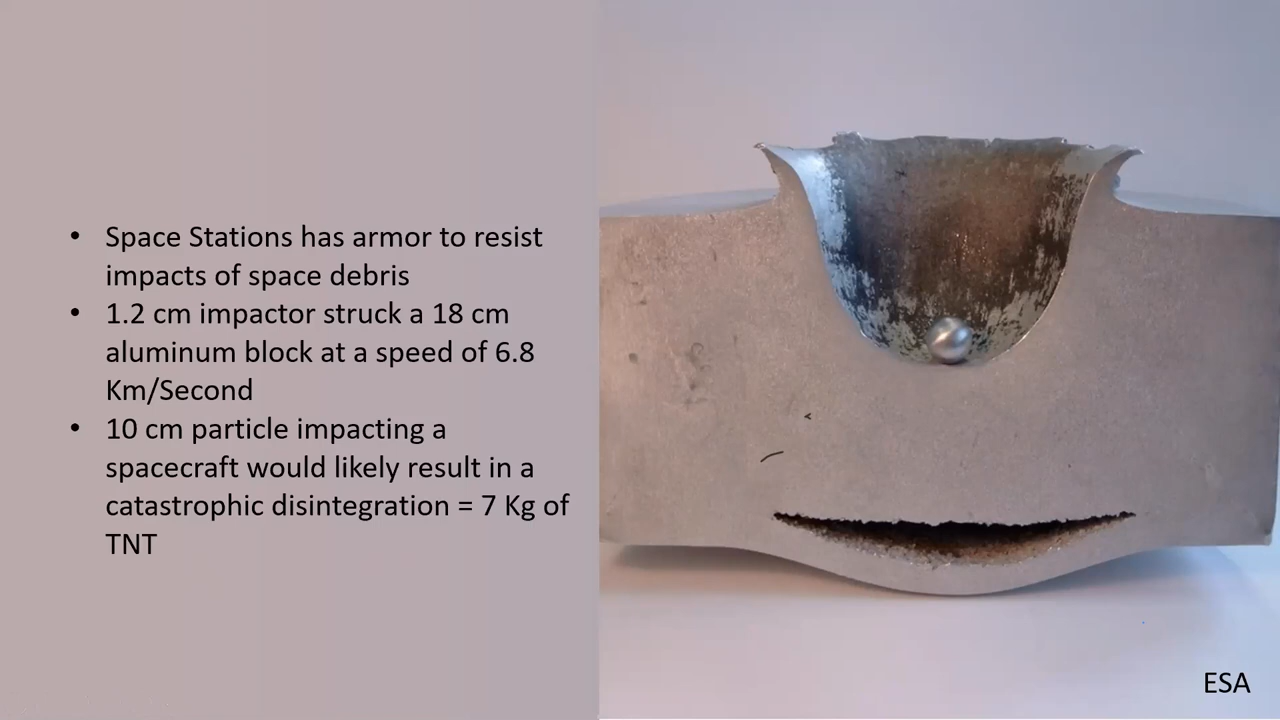 • Space Stations has armor to resist
impacts of space debris
• 1.2 cm impactor struck a 18 cm
aluminum block at a speed of 6.8
Km/Second
• 10 cm particle impacting a
spacecraft would likely result in a
catastrophic disintegration = 7 Kg of
TNT
ESA